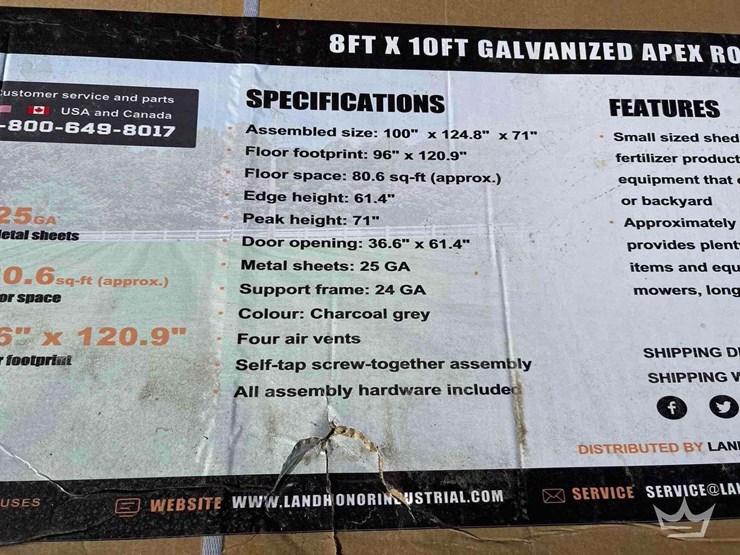 8FT X 10FT GALVANIZED APEX RO
customer service and parts
USA and Canada
-800-649-8017
25GA
etal sheets
0.6sq-ft (approx.)
or space
6" x 120.9"
r footprint
SPECIFICATIONS
Assembled size: 100" x 124.8" x 71"
Floor footprint: 96" x 120.9"
Floor space: 80.6 sq-ft (approx.)
Edge height: 61.4"
Peak height: 71"
Door opening: 36.6" x 61.4"
Metal sheets: 25 GA
Support frame: 24 GA
Colour: Charcoal grey
Four air vents
Self-tap screw-together assembly
All assembly hardware included
FEATURES
Small sized shed
fertilizer product
equipment that
or backyard
Approximately
provides plent
items and equ
mowers, long
SHIPPING DI
SHIPPING W
DISTRIBUTED BY LAN
USES
WEBSITE WWW.LANDHONORINDUSTRIAL.COM
SERVICE SERVICE@LA